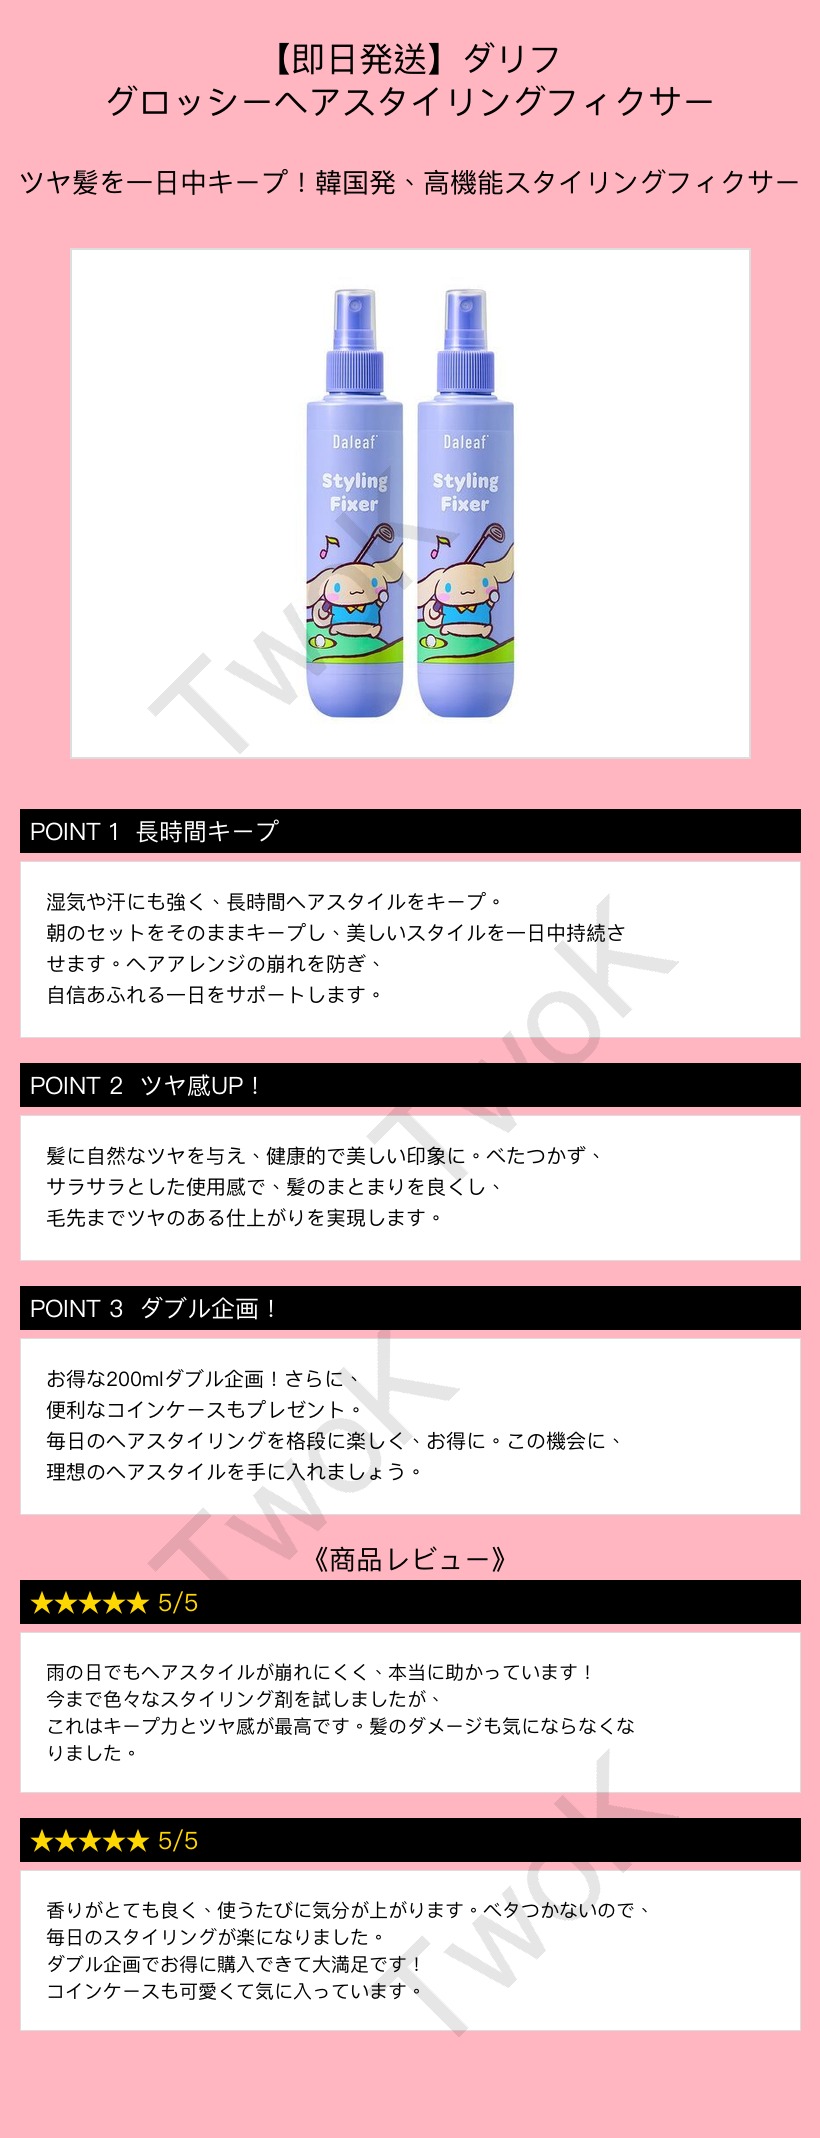 【即日発送】ダリフ
グロッシーヘアスタイリングフィクサー
ツヤ髪を一日中キープ！韓国発、高機能スタイリングフィクサー
Daleaf
Styling
Fixer
Daleaf
Styling
Fixer
TwoK
POINT 1 長時間キープ
湿気や汗にも強く、長時間ヘアスタイルをキープ。
朝のセットをそのままキープし、美しいスタイルを一日中持続さ
せます。ヘアアレンジの崩れを防ぎ、
自信あふれる一日をサポートします。
TwoK
POINT 2 ツヤ感UP！
髪に自然なツヤを与え、健康的で美しい印象に。べたつかず、
サラサラとした使用感で、髪のまとまりを良くし、
毛先までツヤのある仕上がりを実現します。
POINT 3 ダブル企画！
お得な200mlダブル企画！さらに、
便利なコインケースもプレゼント。
毎日のヘアスタイリングを格段に楽しく、お得に。この機会に、
理想のヘアスタイルを手に入れましょう。
TwoK
《商品レビュー》
★★★★★ 5/5
雨の日でもヘアスタイルが崩れにくく、本当に助かっています！
今まで色々なスタイリング剤を試しましたが、
これはキープ力とツヤ感が最高です。髪のダメージも気にならなくな
りました。
★★★★★ 5/5
香りがとても良く、使うたびに気分が上がります。ベタつかないので、
毎日のスタイリングが楽になりました。
ダブル企画でお得に購入できて大満足です！
コインケースも可愛くて気に入っています。
TwoK